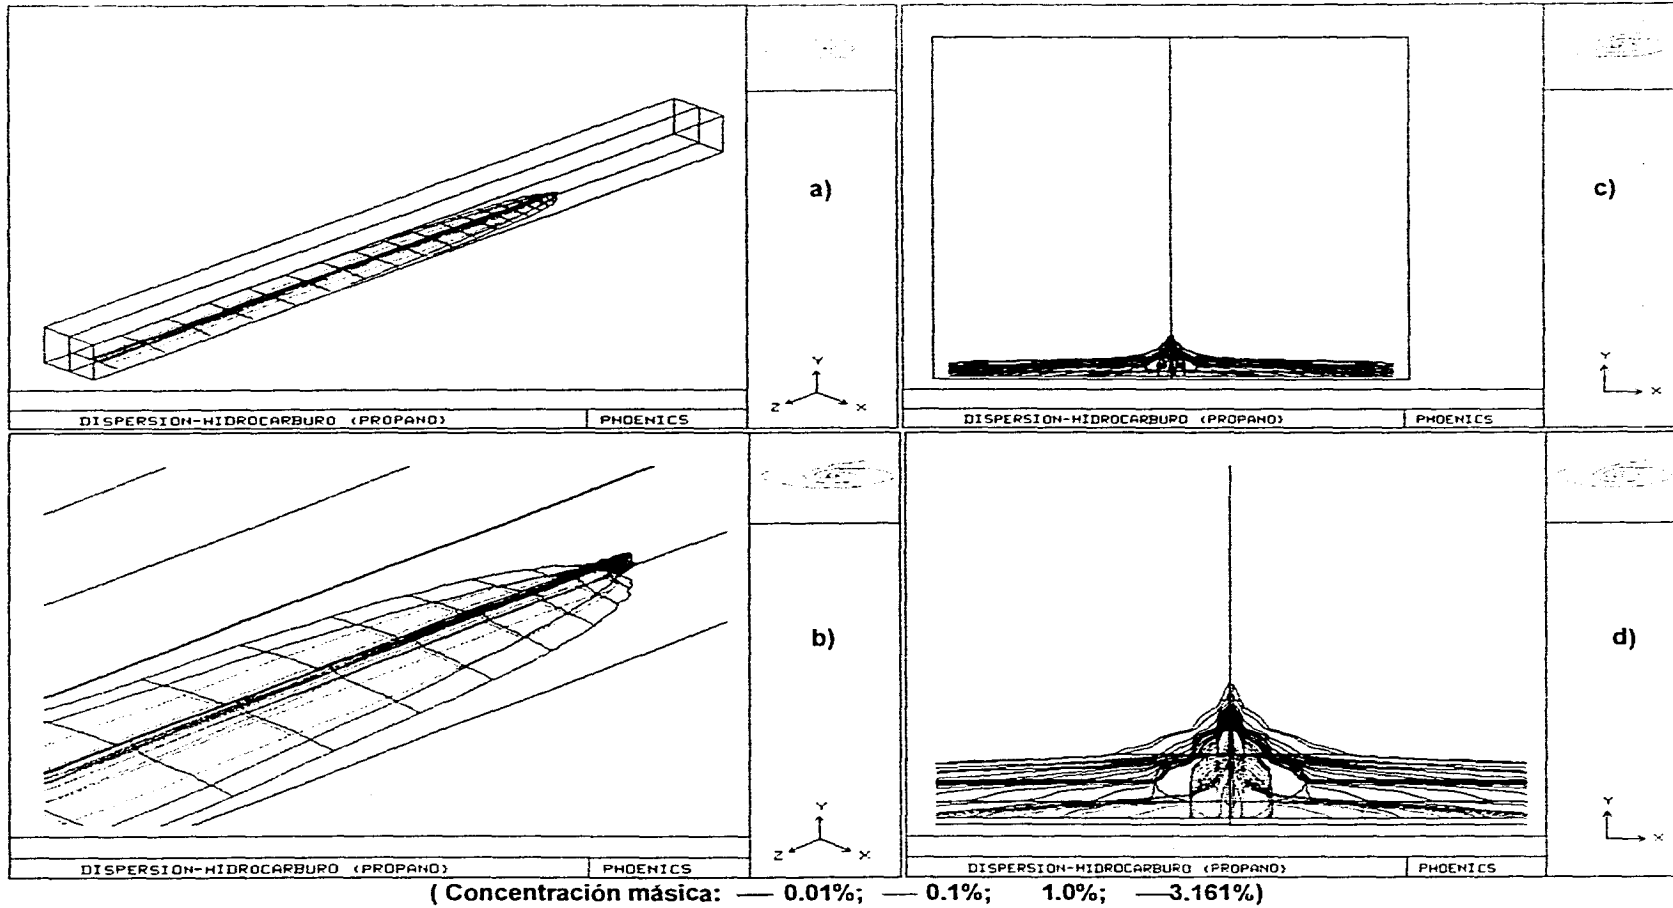 a)
Y
Z
X
DISPERSION-HIDROCARBURO (PROPANO)
PHOENICS
c)
Y
X
DISPERSION-HIDROCARBURO (PROPANO)
PHOENICS
b)
Y
Z
X
DISPERSION-HIDROCARBURO (PROPANO)
PHOENICS
d)
Y
X
DISPERSION-HIDROCARBURO (PROPANO)
PHOENICS
( Concentración másica: — 0.01%; — 0.1%; 1.0%; —3.161%)